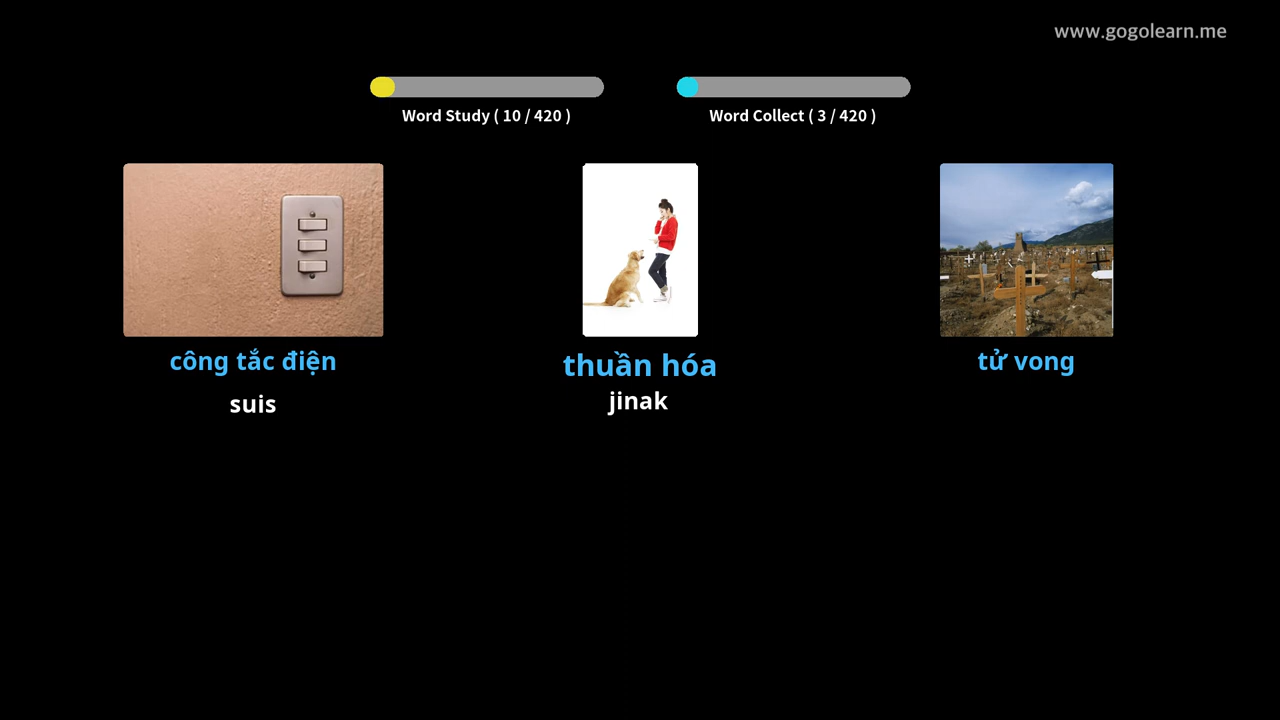 www.gogolearn.me
Word Study ( 10 / 420 )
Word Collect ( 3 / 420 )
công tắc điện
suis
thuần hóa
jinak
tử vong